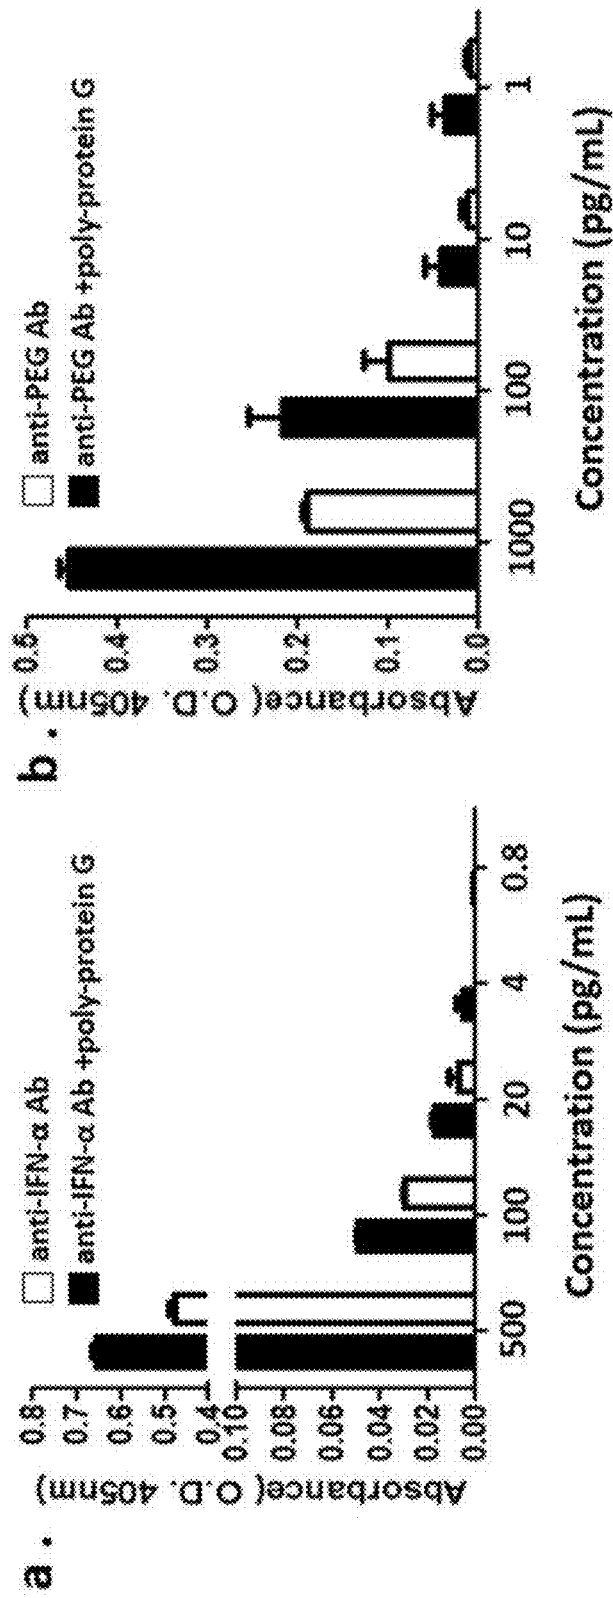 a.
anti-IFN-α Ab
anti-IFN-α Ab +poly-protein G
Absorbance( O.D. 405nm)
0.8
0.7
0.6
0.5
0.4
0.10
0.08
0.06
0.04
0.02
0.00
500
100
20
4
0.8
Concentration (pg/mL)
b.
anti-PEG Ab
anti-PEG Ab +poly-protein G
Absorbance( O.D. 405nm)
0.5
0.4
0.3
0.2
0.1
0.0
1000
100
10
1
Concentration (pg/mL)